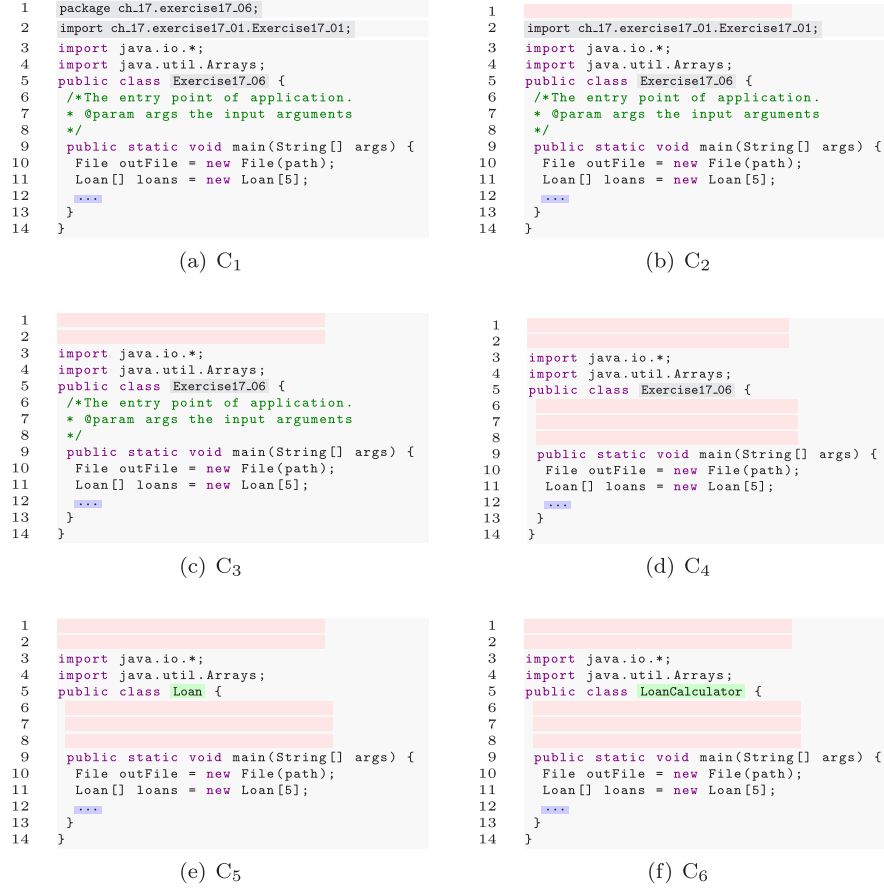 1 package ch_17.exercise17_06;
2 import ch_17.exercise17_01.Exercise17_01;
3 import java.io.*;
4 import java.util.Arrays;
5 public class Exercise17_06 {
6 /*The entry point of application.
7 * @param args the input arguments
8 */
9 public static void main(String[] args) {
10 File outFile = new File(path);
11 Loan[] loans = new Loan[5];
12 ...
13 }
14 }
(a) C1
1
2 import ch_17.exercise17_01.Exercise17_01;
3 import java.io.*;
4 import java.util.Arrays;
5 public class Exercise17_06 {
6 /*The entry point of application.
7 * @param args the input arguments
8 */
9 public static void main(String[] args) {
10 File outFile = new File(path);
11 Loan[] loans = new Loan[5];
12 ...
13 }
14 }
(b) C2
1
2
3 import java.io.*;
4 import java.util.Arrays;
5 public class Exercise17_06 {
6 /*The entry point of application.
7 * @param args the input arguments
8 */
9 public static void main(String[] args) {
10 File outFile = new File(path);
11 Loan[] loans = new Loan[5];
12 ...
13 }
14 }
(c) C3
1
2
3 import java.io.*;
4 import java.util.Arrays;
5 public class Exercise17_06 {
6
7
8
9 public static void main(String[] args) {
10 File outFile = new File(path);
11 Loan[] loans = new Loan[5];
12 ...
13 }
14 }
(d) C4
1
2
3 import java.io.*;
4 import java.util.Arrays;
5 public class Loan {
6
7
8
9 public static void main(String[] args) {
10 File outFile = new File(path);
11 Loan[] loans = new Loan[5];
12 ...
13 }
14 }
(e) C5
1
2
3 import java.io.*;
4 import java.util.Arrays;
5 public class LoanCalculator {
6
7
8
9 public static void main(String[] args) {
10 File outFile = new File(path);
11 Loan[] loans = new Loan[5];
12 ...
13 }
14 }
(f) C6